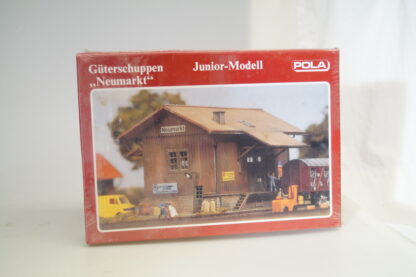 Güterschuppen
„Neumarkt“
Junior-Modell
POLA
Neumarkt